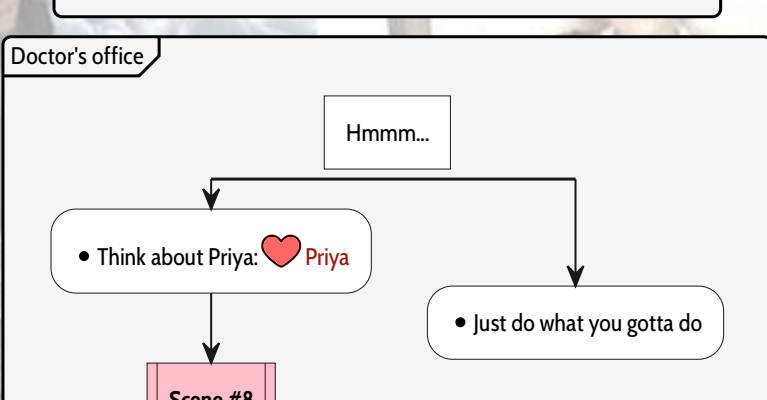 Doctor's office
Hmmm...
Think about Priya: Priya
Just do what you gotta do
Scene #8